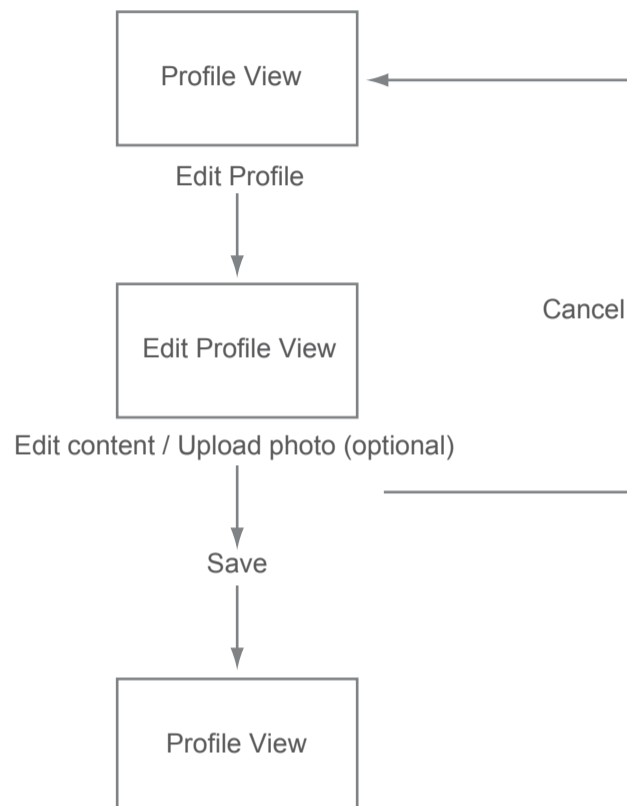 Profile View
Edit Profile
Edit Profile View
Cancel
Edit content / Upload photo (optional)
Save
Profile View